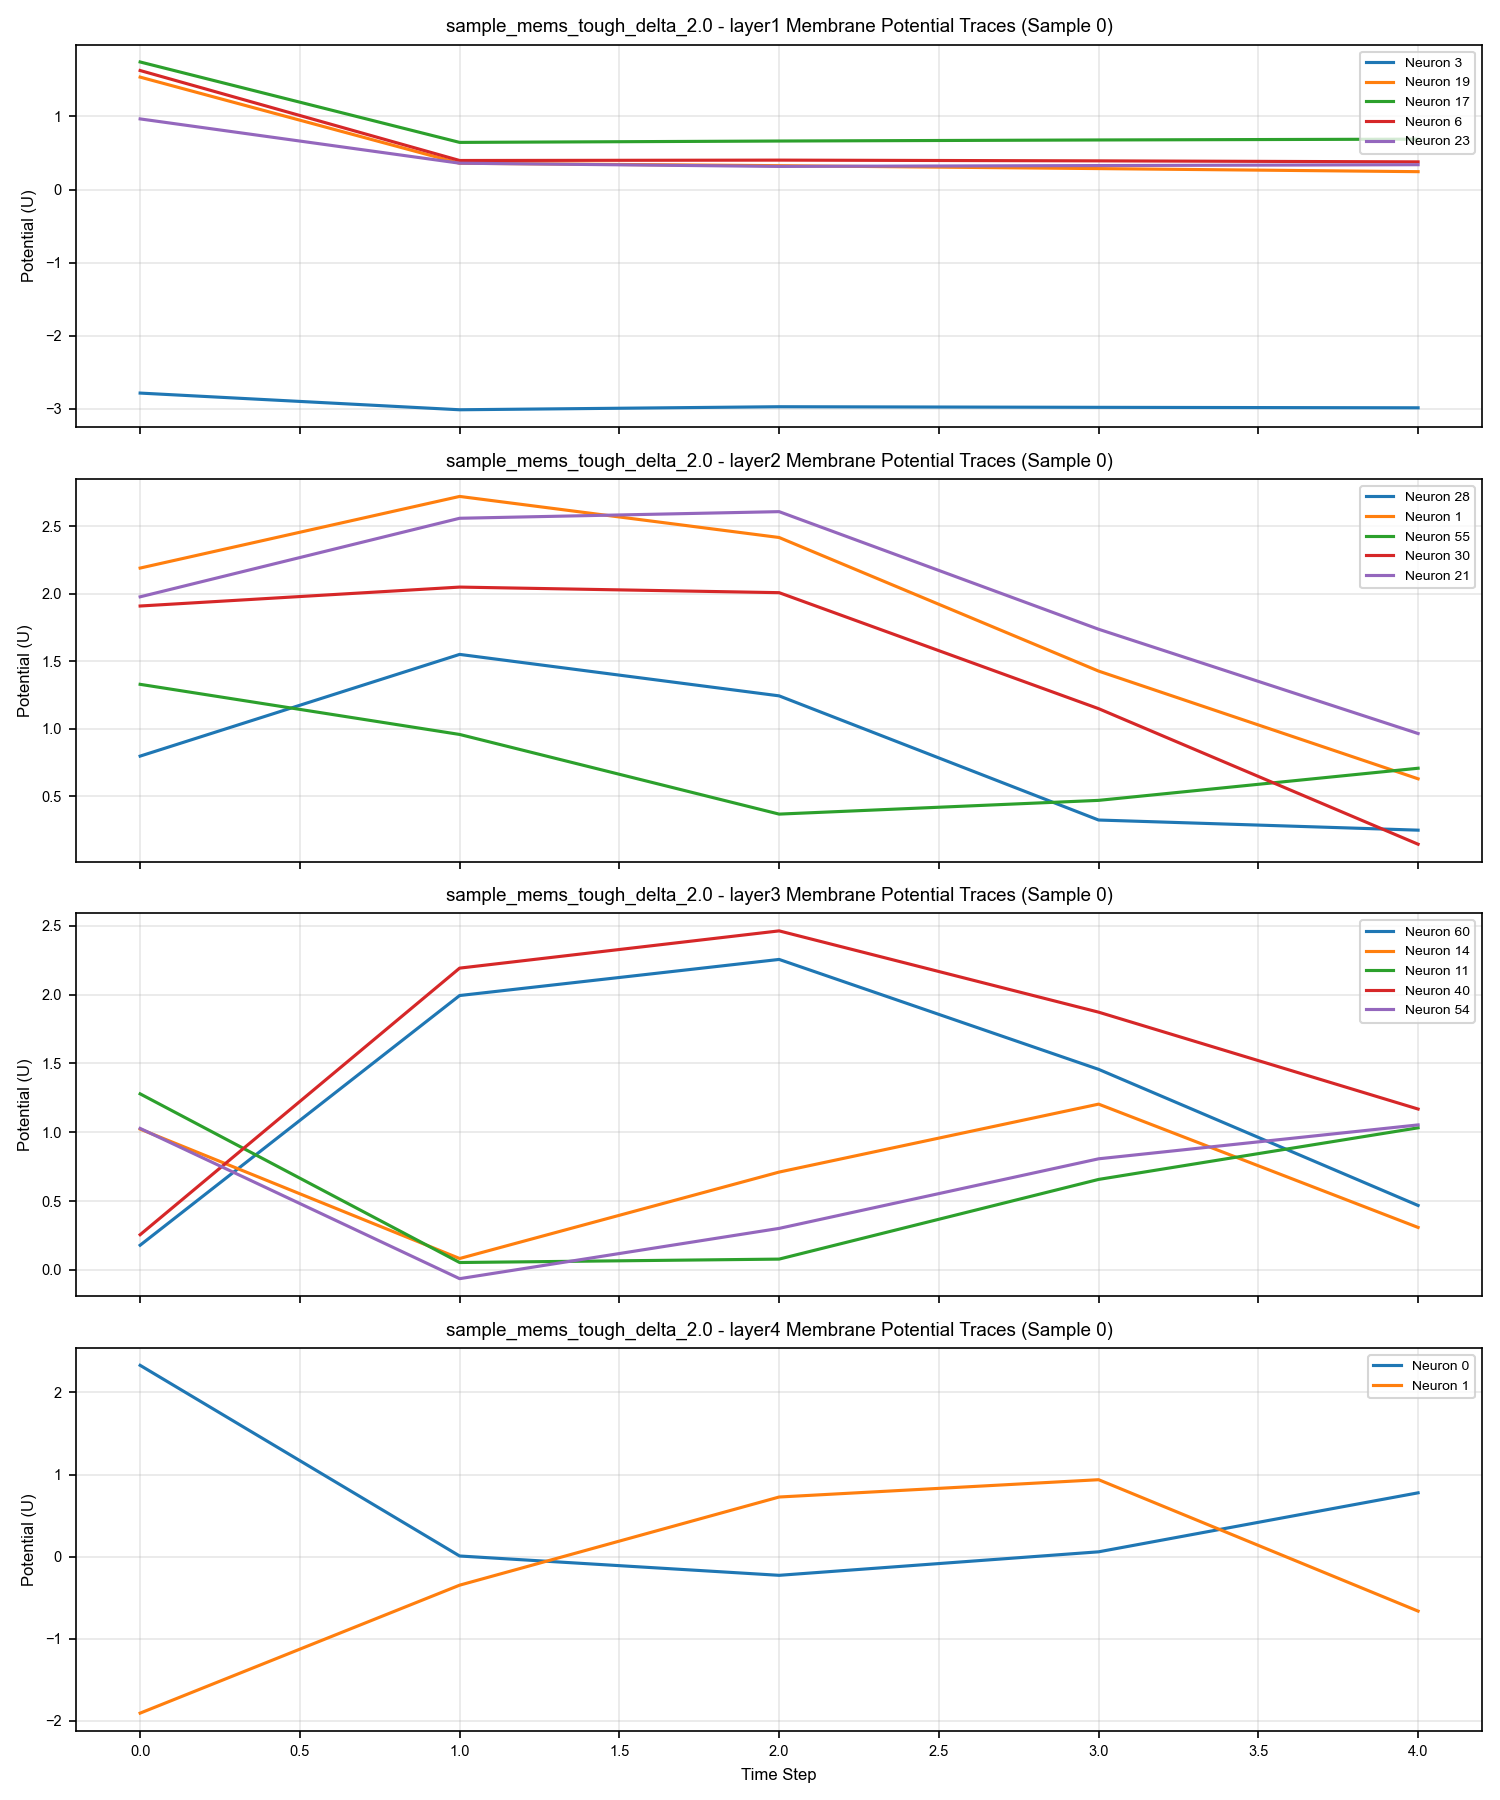 sample_mems_tough_delta_2.0 - layer1 Membrane Potential Traces (Sample 0)
Neuron 3
Neuron 19
Neuron 17
Neuron 6
Neuron 23
1
0
−1
−2
−3
Potential (U)
sample_mems_tough_delta_2.0 - layer2 Membrane Potential Traces (Sample 0)
Neuron 28
Neuron 1
Neuron 55
Neuron 30
Neuron 21
2.5
2.0
1.5
1.0
0.5
Potential (U)
sample_mems_tough_delta_2.0 - layer3 Membrane Potential Traces (Sample 0)
Neuron 60
Neuron 14
Neuron 11
Neuron 40
Neuron 54
2.5
2.0
1.5
1.0
0.5
0.0
Potential (U)
sample_mems_tough_delta_2.0 - layer4 Membrane Potential Traces (Sample 0)
Neuron 0
Neuron 1
2
1
0
−1
−2
Potential (U)
0.0 0.5 1.0 1.5 2.0 2.5 3.0 3.5 4.0
Time Step